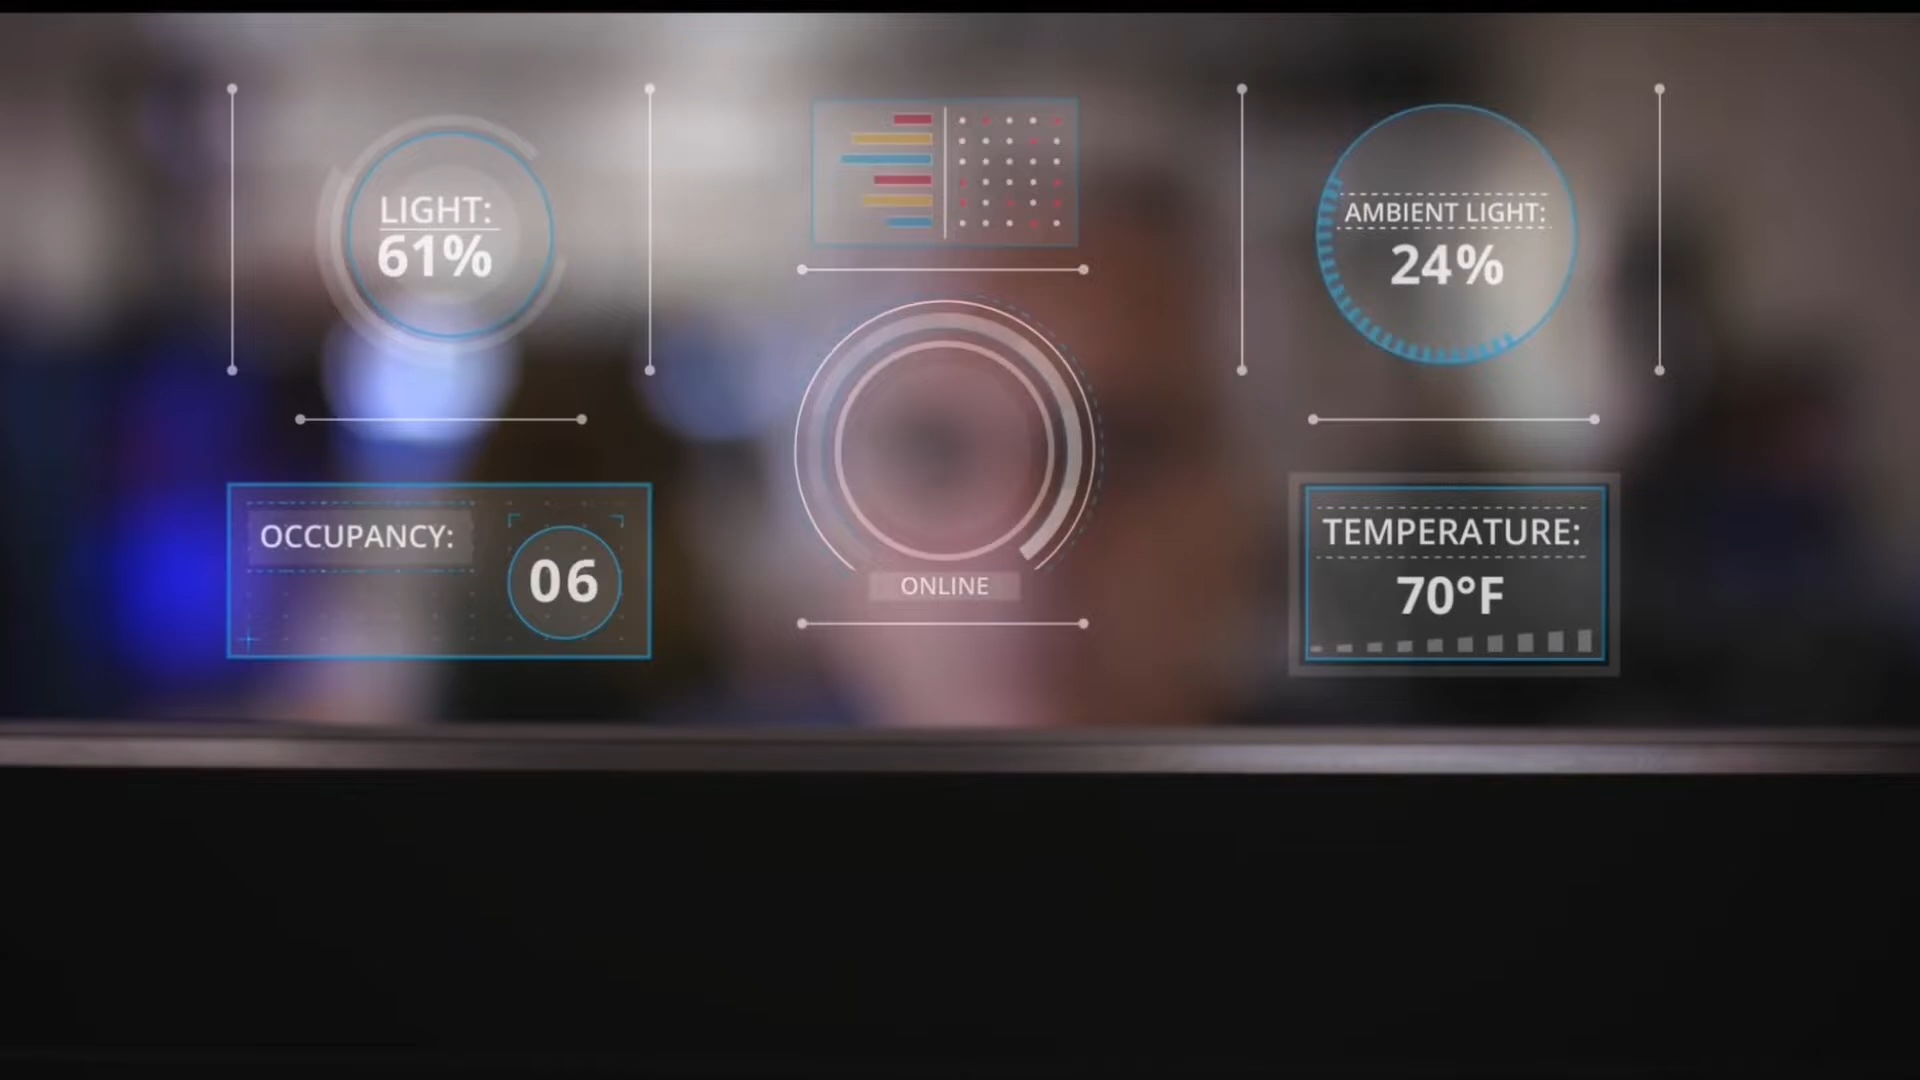 LIGHT:
61%
AMBIENT LIGHT:
24%
OCCUPANCY:
06
ONLINE
TEMPERATURE:
70°F